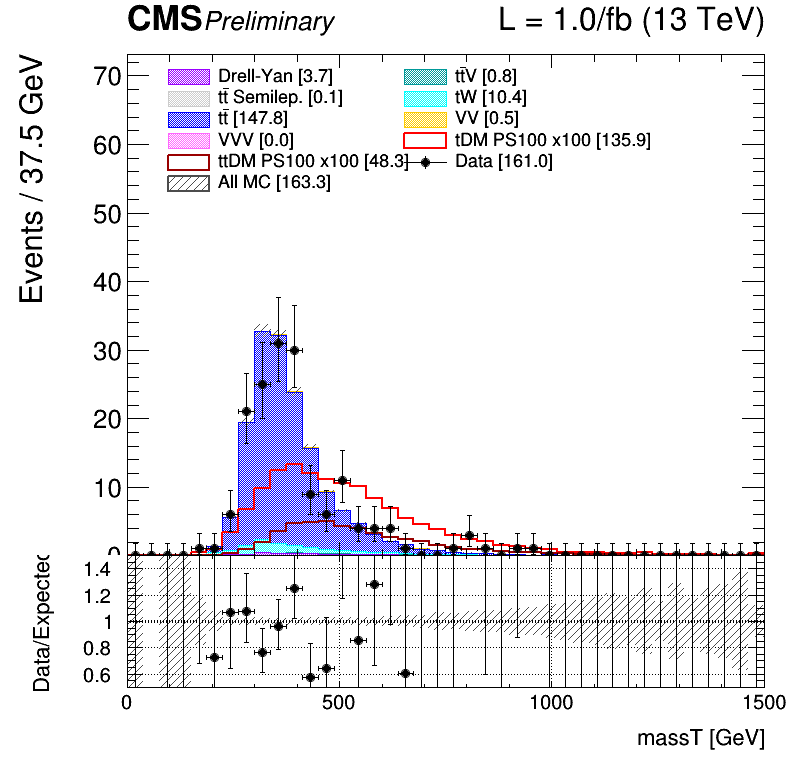 CMS Preliminary L = 1.0/fb (13 TeV)
Events / 37.5 GeV
70
60
50
40
30
20
10
0
Drell-Yan [3.7]
tt̄V [0.8]
tt̄ Semilep. [0.1]
tW [10.4]
tt̄ [147.8]
VV [0.5]
VVV [0.0]
tDM PS100 x100 [135.9]
ttDM PS100 x100 [48.3]
Data [161.0]
All MC [163.3]
Data/Expected
1.4
1.2
1
0.8
0.6
0 500 1000 1500
massT [GeV]